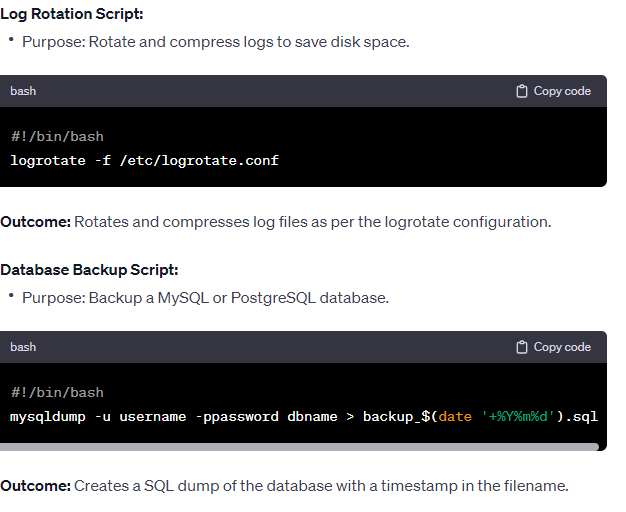 Log Rotation Script:
• Purpose: Rotate and compress logs to save disk space.
bash
Copy code
#!/bin/bash
logrotate -f /etc/logrotate.conf
Outcome: Rotates and compresses log files as per the logrotate configuration.
Database Backup Script:
• Purpose: Backup a MySQL or PostgreSQL database.
bash
Copy code
#!/bin/bash
mysqldump -u username -ppassword dbname > backup_$(date '+%Y%m%d').sql
Outcome: Creates a SQL dump of the database with a timestamp in the filename.